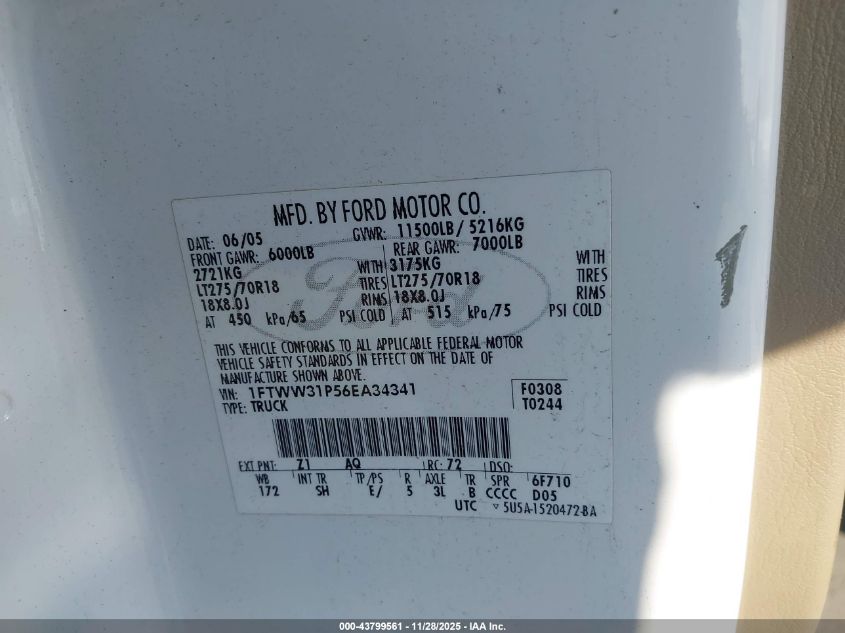 MFD. BY FORD MOTOR CO.
DATE: 06/05 GVWR: 11500LB/ 5216KG
FRONT GAWR: 6000LB REAR GAWR: 7000LB
2721KG WITH 3175KG WITH
LT275/70R18 TIRES LT275/70R18 TIRES
18X8.0J RIMS 18X8.0J RIMS
AT 450 kPa/65 PSI COLD AT 515 kPa/75 PSI COLD
Ford
THIS VEHICLE CONFORMS TO ALL APPLICABLE FEDERAL MOTOR
VEHICLE SAFETY STANDARDS IN EFFECT ON THE DATE OF
MANUFACTURE SHOWN ABOVE.
VIN: 1FTWW31P56EA34341 F0308
TYPE: TRUCK T0244
EXT PNT: Z1 AQ RC: 72 DSO:
WB INT TR TP/PS R AXLE TR SPR 6F710
172 SH E/ 5 3L B CCCC D05
UTC ▽ 5U5A-1520472-BA
1
000-43799561 | 11/28/2025 | IAA Inc.